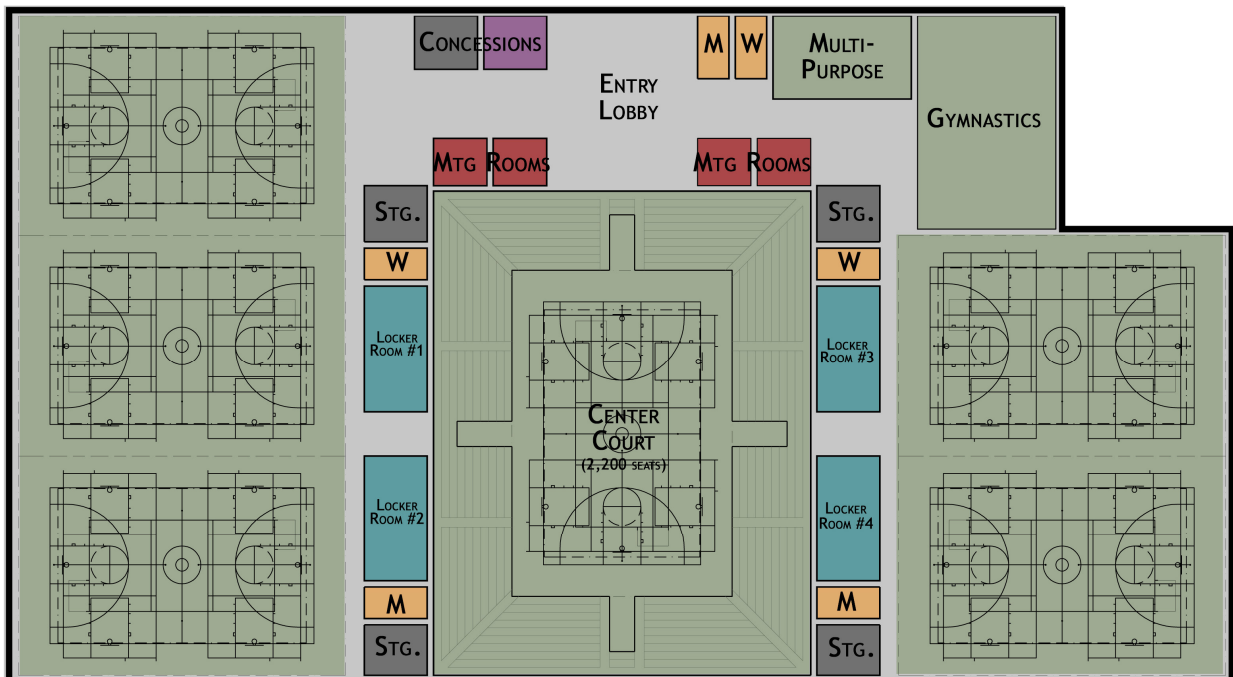 CONCESSIONS
M
W
MULTI-
PURPOSE
ENTRY
LOBBY
GYMNASTICS
MTG ROOMS
MTG ROOMS
STG.
STG.
W
W
LOCKER
ROOM #1
LOCKER
ROOM #3
CENTER
COURT
(2,200 SEATS)
LOCKER
ROOM #2
LOCKER
ROOM #4
M
M
STG.
STG.